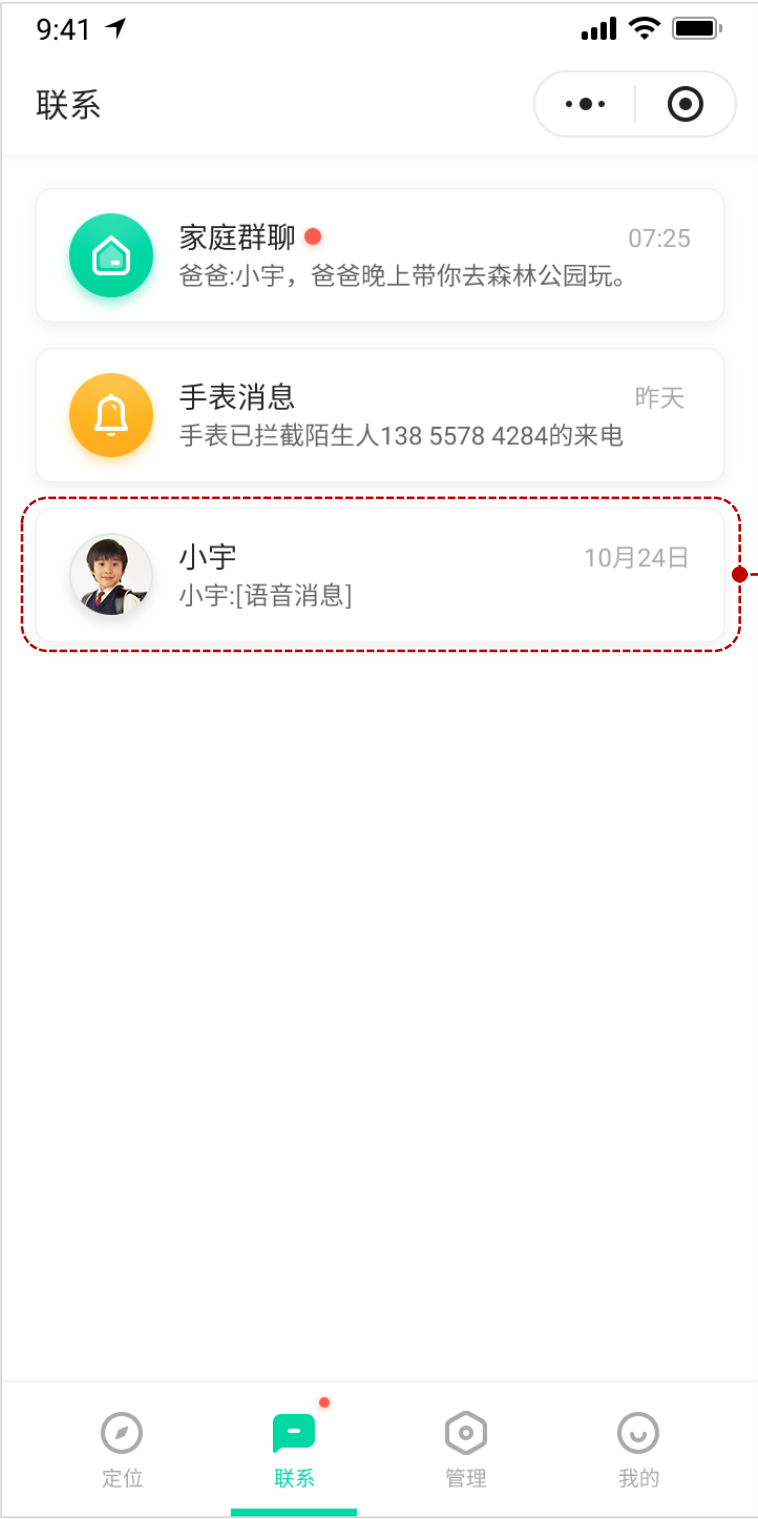 9:41
联系
家庭群聊
07:25
爸爸:小宇，爸爸晚上带你去森林公园玩。
手表消息
昨天
手表已拦截陌生人138 5578 4284的来电
小宇
10月24日
小宇:[语音消息]
定位
联系
管理
我的